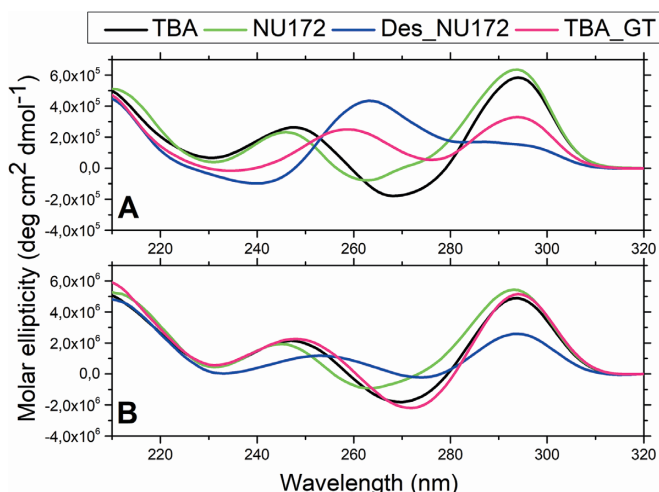 TBA NU172 Des_NU172 TBA_GT
6,0x10⁵
4,0x10⁵
2,0x10⁵
0,0
-2,0x10⁵
-4,0x10⁵
A
220 240 260 280 300 320
6,0x10⁶
4,0x10⁶
2,0x10⁶
0,0
-2,0x10⁶
-4,0x10⁶
B
220 240 260 280 300 320
Molar ellipticity (deg cm² dmol⁻¹)
Wavelength (nm)